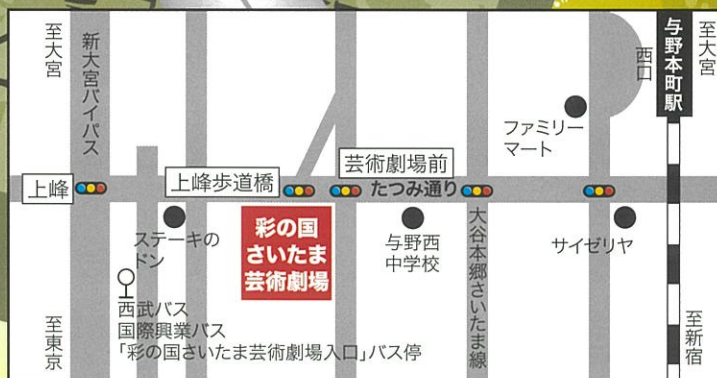 至大宮
新大宮バイパス
与野本町駅
至大宮
西口
ファミリー
マート
上峰
上峰歩道橋
芸術劇場前
たつみ通り
ステーキの
ドン
彩の国
さいたま
芸術劇場
与野西
中学校
大谷本郷さいたま線
サイゼリヤ
西武バス
国際興業バス
「彩の国さいたま芸術劇場入口」バス停
至東京
至新宿